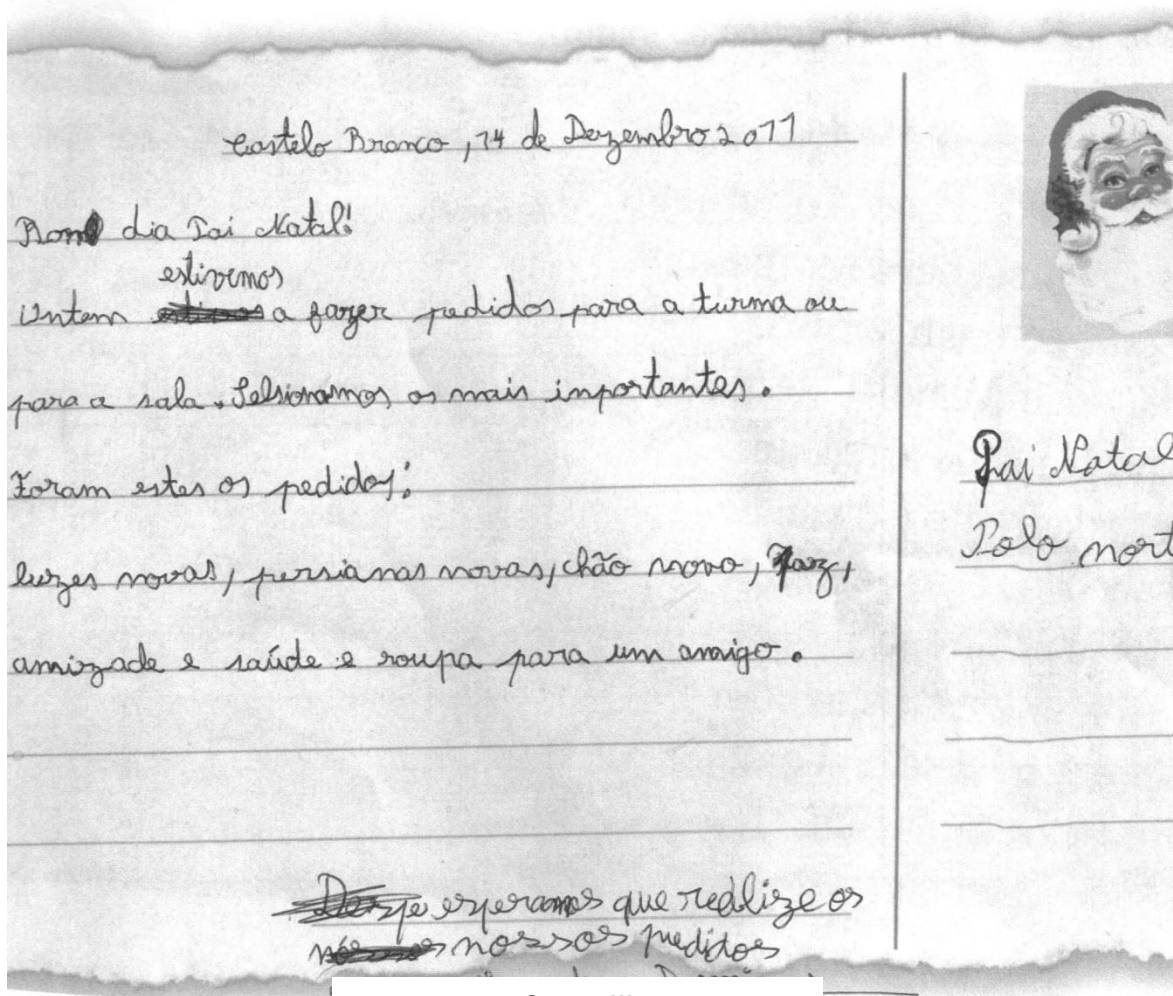 Castelo Branco, 14 de Dezembro 2011
Bom dia Pai Natal!
estivemos
Ontem a fazer pedidos para a turma ou
para a sala. Selsionamos os mais inportantes.
Foram estes os pedidos:
luzes novas, persianas novas, chão novo, Paz,
amizade e saúde e roupa para um amigo.
esperamos que realize os
nossos pedidos
Pai Natal
Polo nort